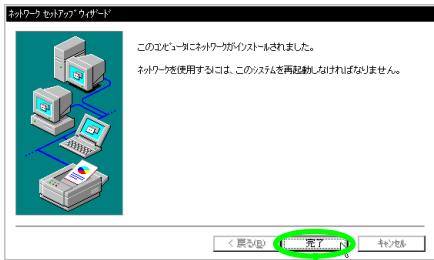 ネットワーク セットアップ ウィザード
このコンピュータにネットワークがインストールされました。
ネットワークを使用するには、このシステムを再起動しなければなりません。
< 戻る(B)
完了
キャンセル